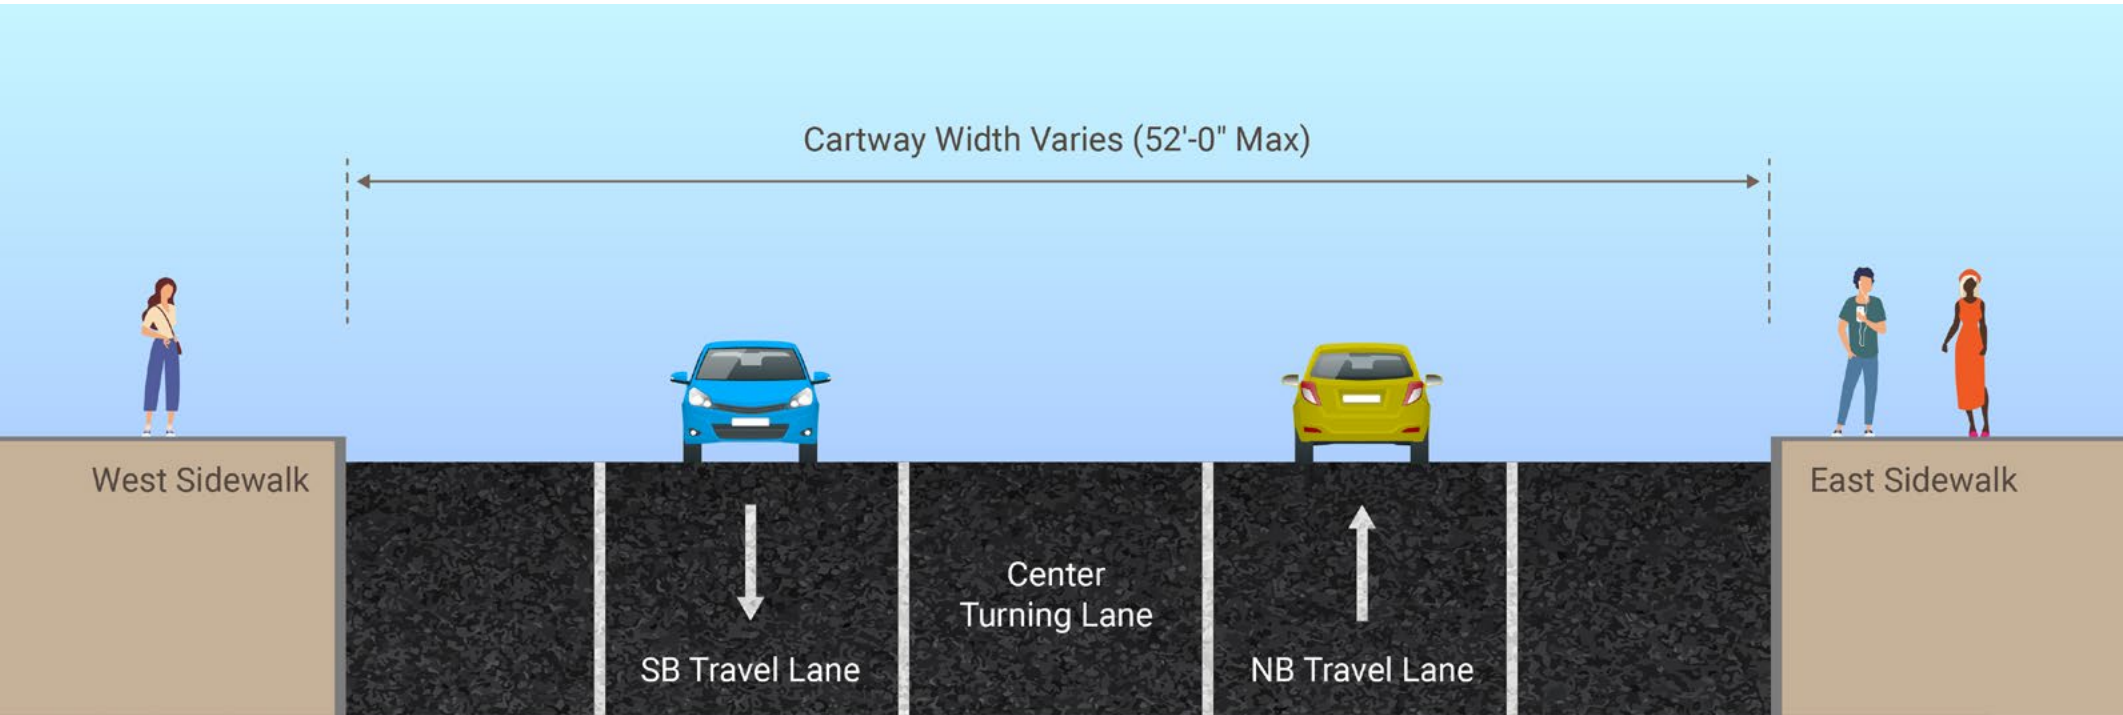 Cartway Width Varies (52'-0" Max)
West Sidewalk
East Sidewalk
Center
Turning Lane
SB Travel Lane
NB Travel Lane